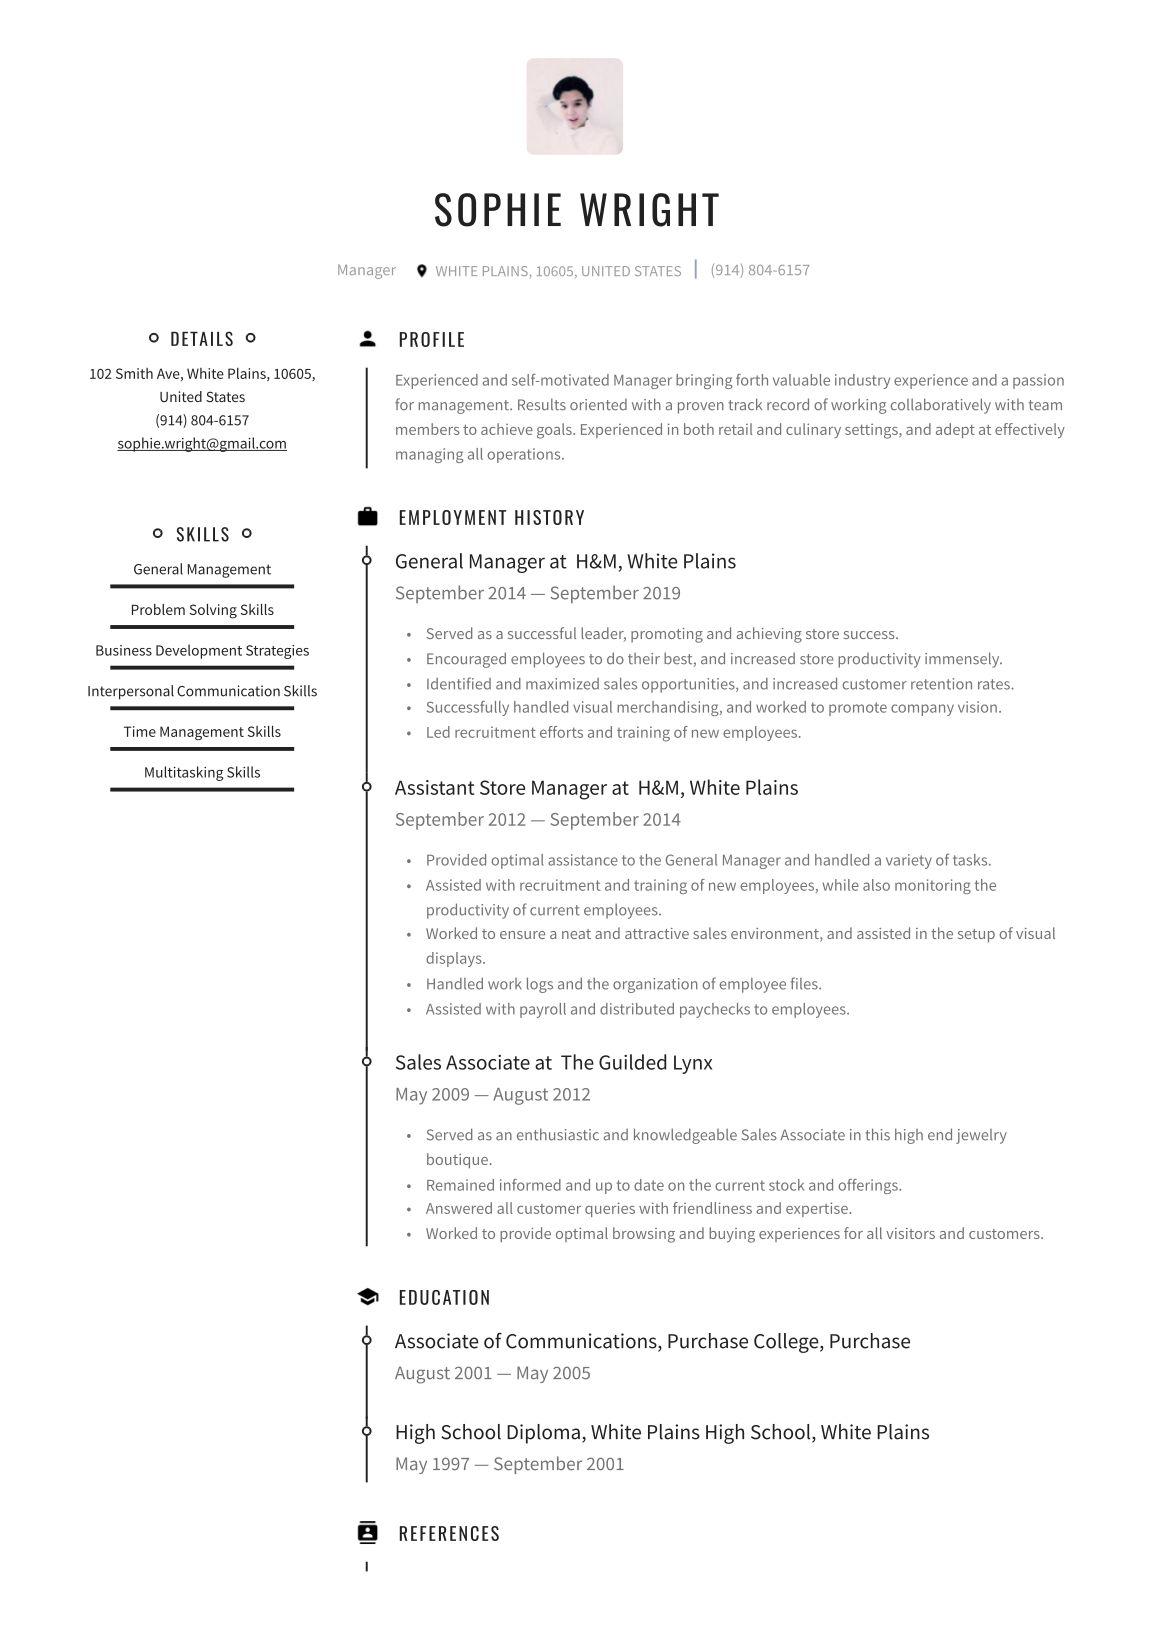 SOPHIE WRIGHT
Manager WHITE PLAINS, 10605, UNITED STATES | (914) 804-6157
DETAILS
102 Smith Ave, White Plains, 10605,
United States
(914) 804-6157
sophie.wright@gmail.com
SKILLS
General Management
Problem Solving Skills
Business Development Strategies
Interpersonal Communication Skills
Time Management Skills
Multitasking Skills
PROFILE
Experienced and self-motivated Manager bringing forth valuable industry experience and a passion
for management. Results oriented with a proven track record of working collaboratively with team
members to achieve goals. Experienced in both retail and culinary settings, and adept at effectively
managing all operations.
EMPLOYMENT HISTORY
General Manager at H&M, White Plains
September 2014 — September 2019
• Served as a successful leader, promoting and achieving store success.
• Encouraged employees to do their best, and increased store productivity immensely.
• Identified and maximized sales opportunities, and increased customer retention rates.
• Successfully handled visual merchandising, and worked to promote company vision.
• Led recruitment efforts and training of new employees.
Assistant Store Manager at H&M, White Plains
September 2012 — September 2014
• Provided optimal assistance to the General Manager and handled a variety of tasks.
• Assisted with recruitment and training of new employees, while also monitoring the
productivity of current employees.
• Worked to ensure a neat and attractive sales environment, and assisted in the setup of visual
displays.
• Handled work logs and the organization of employee files.
• Assisted with payroll and distributed paychecks to employees.
Sales Associate at The Guilded Lynx
May 2009 — August 2012
• Served as an enthusiastic and knowledgeable Sales Associate in this high end jewelry
boutique.
• Remained informed and up to date on the current stock and offerings.
• Answered all customer queries with friendliness and expertise.
• Worked to provide optimal browsing and buying experiences for all visitors and customers.
EDUCATION
Associate of Communications, Purchase College, Purchase
August 2001 — May 2005
High School Diploma, White Plains High School, White Plains
May 1997 — September 2001
REFERENCES